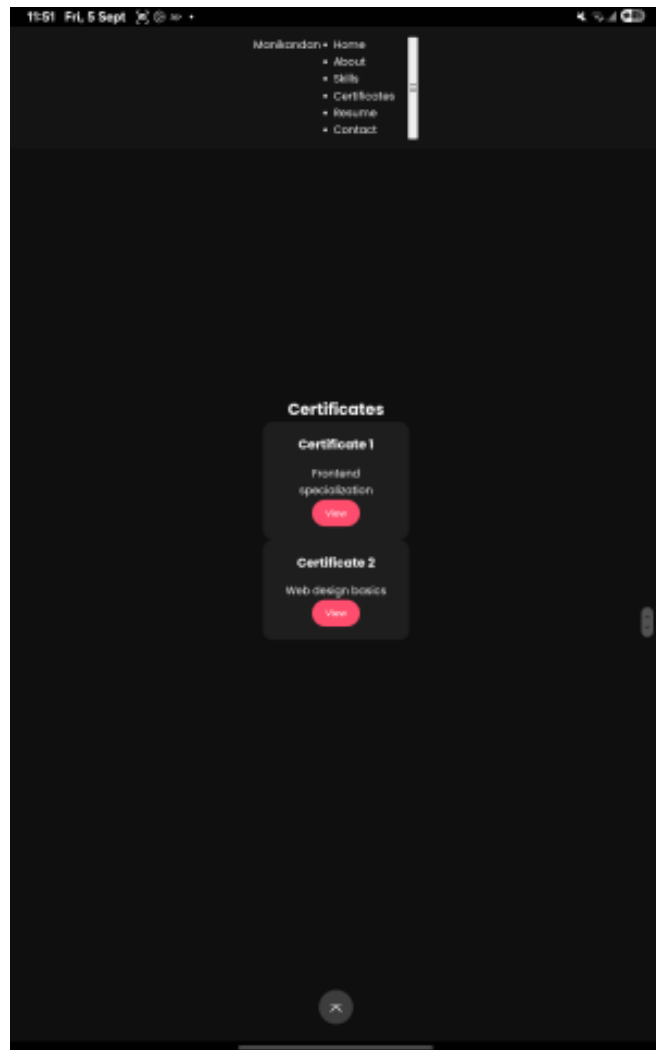 11:51 Fri, 5 Sept
Manikandan • Home
• About
• Skills
• Certificates
• Resume
• Contact
Certificates
Certificate 1
Frontend
specialization
View
Certificate 2
Web design basics
View